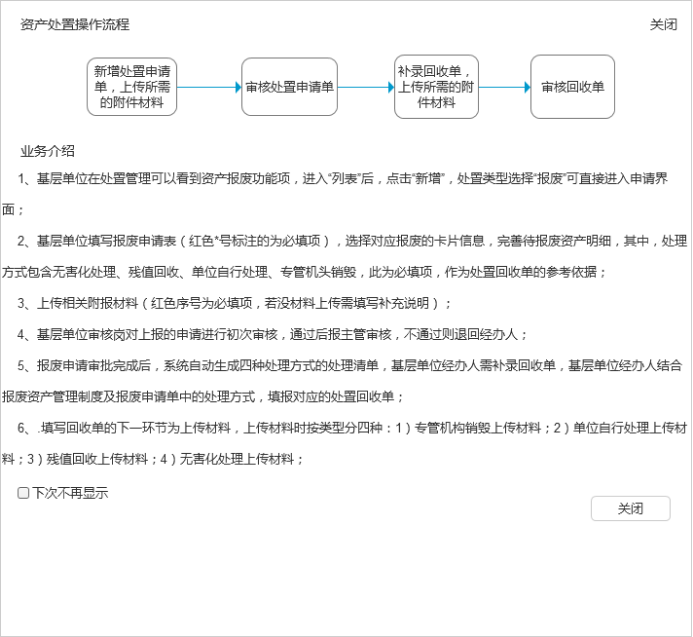 资产处置操作流程
关闭
新增处置申请
单，上传所需
的附件材料
审核处置申请单
补录回收单，
上传所需的附
件材料
审核回收单
业务介绍
1、基层单位在处置管理可以看到资产报废功能项，进入“列表”后，点击“新增”，处置类型选择“报废”可直接进入申请界
面；
2、基层单位填写报废申请表（红色*号标注的为必填项），选择对应报废的卡片信息，完善待报废资产明细，其中，处理
方式包含无害化处理、残值回收、单位自行处理、专管机头销毁，此为必填项，作为处置回收单的参考依据；
3、上传相关附报材料（红色序号为必填项，若没材料上传需填写补充说明）；
4、基层单位审核岗对上报的申请进行初次审核，通过后报主管审核，不通过则退回经办人；
5、报废申请审批完成后，系统自动生成四种处理方式的处理清单，基层单位经办人需补录回收单，基层单位经办人结合
报废资产管理制度及报废申请单中的处理方式，填报对应的处置回收单；
6、.填写回收单的下一环节为上传材料，上传材料时按类型分四种：1）专管机构销毁上传材料；2）单位自行处理上传材
料；3）残值回收上传材料；4）无害化处理上传材料；
下次不再显示
关闭